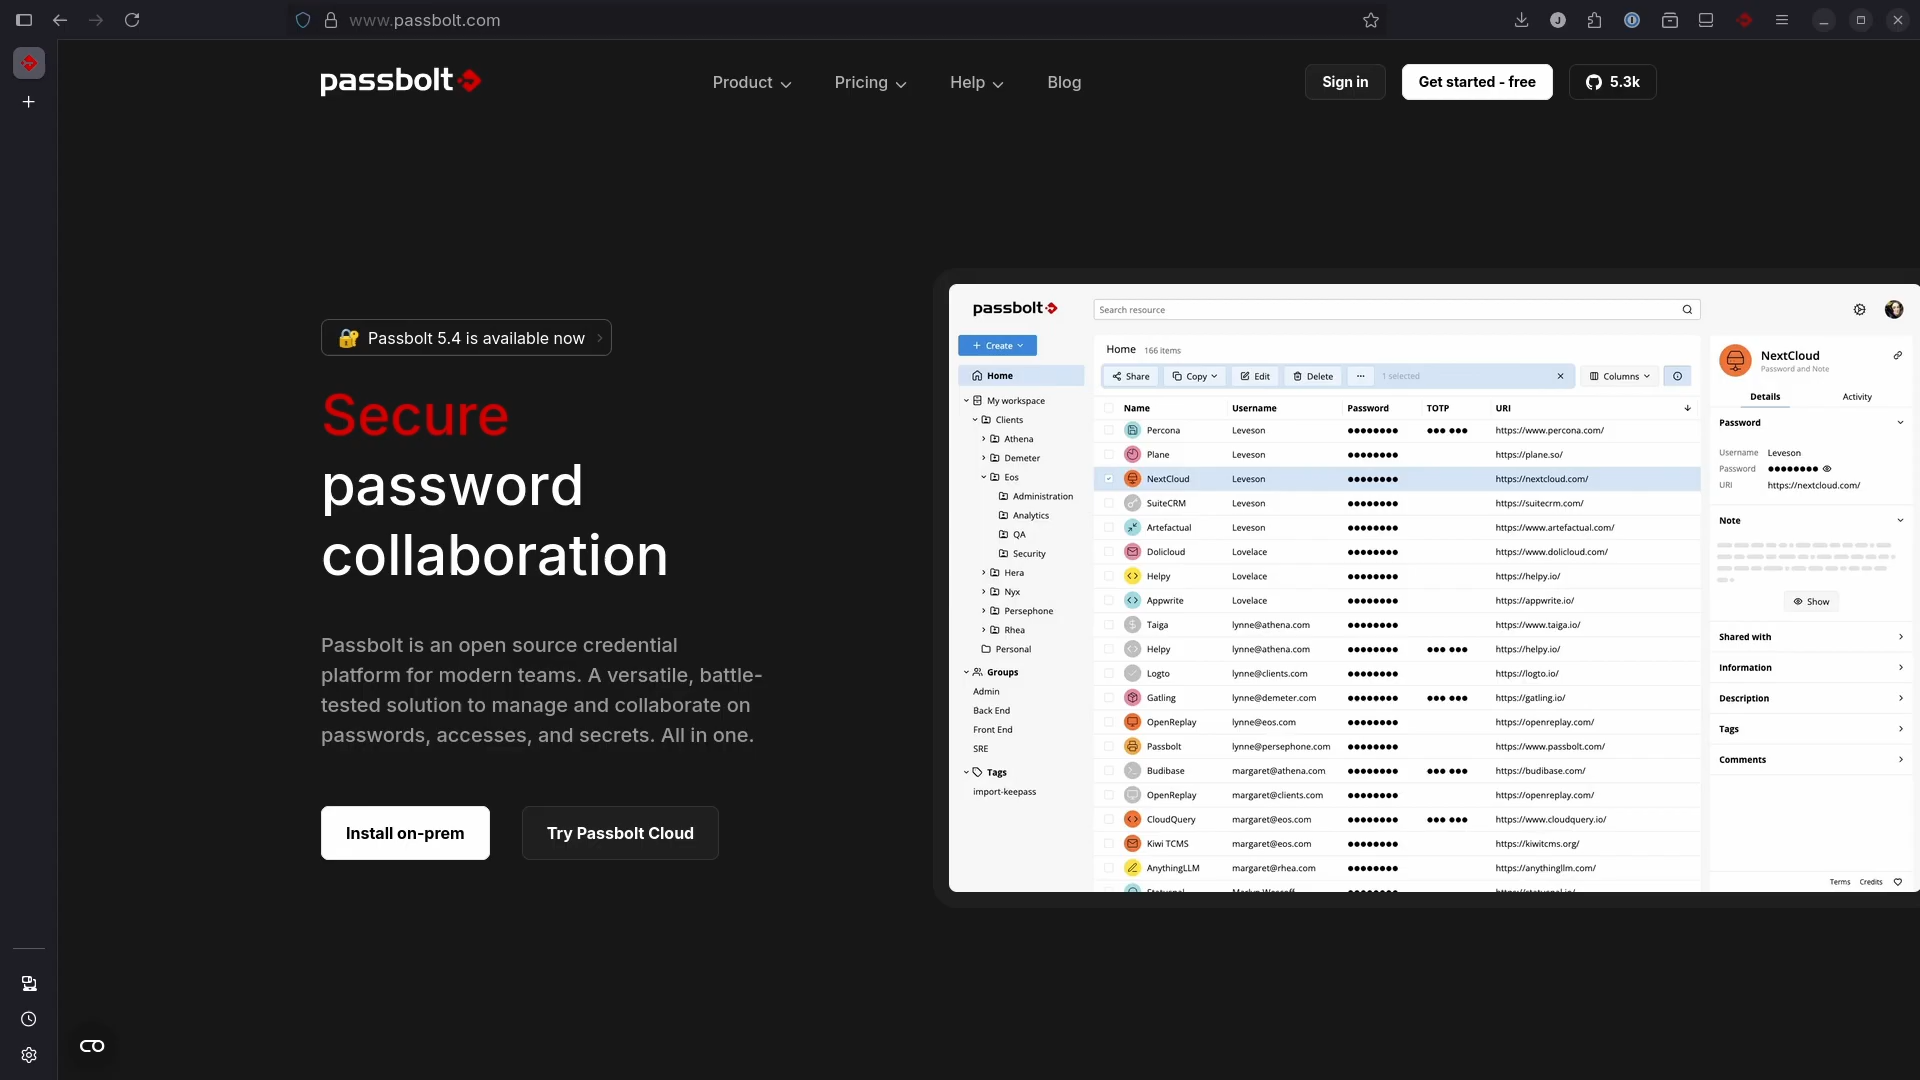 www.passbolt.com
passbolt
Product
Pricing
Help
Blog
Sign in
Get started - free
5.3k
J
Passbolt 5.4 is available now
Secure
password
collaboration
Passbolt is an open source credential
platform for modern teams. A versatile, battle-
tested solution to manage and collaborate on
passwords, accesses, and secrets. All in one.
Install on-prem
Try Passbolt Cloud
passbolt
Search resource
Create
Home
My workspace
Clients
Athena
Demeter
Eos
Administration
Analytics
QA
Security
Hera
Nyx
Persephone
Rhea
Personal
Groups
Admin
Back End
Front End
SRE
Tags
import-keepass
Home 166 items
Share Copy Edit Delete ... 1 selected Columns
Name Username Password TOTP URI
Percona Leveson ●●●●●●●● ●●● ●●● https://www.percona.com/
Plane Leveson ●●●●●●●● https://plane.so/
NextCloud Leveson ●●●●●●●● https://nextcloud.com/
SuiteCRM Leveson ●●●●●●●● https://suitecrm.com/
Artefactual Leveson ●●●●●●●● https://www.artefactual.com/
Dolicloud Lovelace ●●●●●●●● https://www.dolicloud.com/
Helpy Lovelace ●●●●●●●● https://helpy.io/
Appwrite Lovelace ●●●●●●●● https://appwrite.io/
Taiga lynne@athena.com ●●●●●●●● https://www.taiga.io/
Helpy lynne@athena.com ●●●●●●●● ●●● ●●● https://helpy.io/
Logto lynne@clients.com ●●●●●●●● https://logto.io/
Gatling lynne@demeter.com ●●●●●●●● ●●● ●●● https://gatling.io/
OpenReplay lynne@eos.com ●●●●●●●● https://openreplay.com/
Passbolt lynne@persephone.com ●●●●●●●● https://www.passbolt.com/
Budibase margaret@athena.com ●●●●●●●● ●●● ●●● https://budibase.com/
OpenReplay margaret@clients.com ●●●●●●●● https://openreplay.com/
CloudQuery margaret@eos.com ●●●●●●●● ●●● ●●● https://www.cloudquery.io/
Kiwi TCMS margaret@eos.com ●●●●●●●● https://kiwitcms.org/
AnythingLLM margaret@rhea.com ●●●●●●●● https://anythingllm.com/
NextCloud
Password and Note
Details Activity
Password
Username Leveson
Password ●●●●●●●●
URI https://nextcloud.com/
Note
Show
Shared with
Information
Description
Tags
Comments
Terms Credits